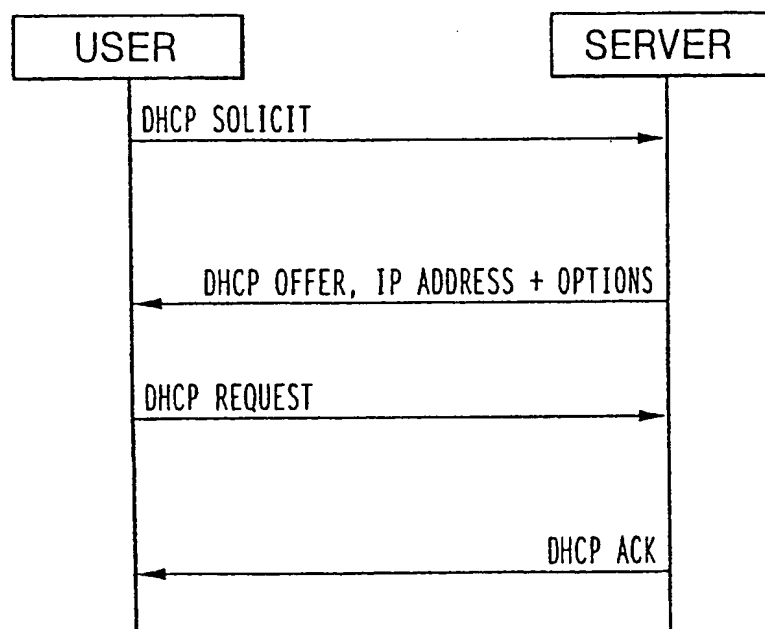 USER
SERVER
DHCP SOLICIT
DHCP OFFER, IP ADDRESS + OPTIONS
DHCP REQUEST
DHCP ACK